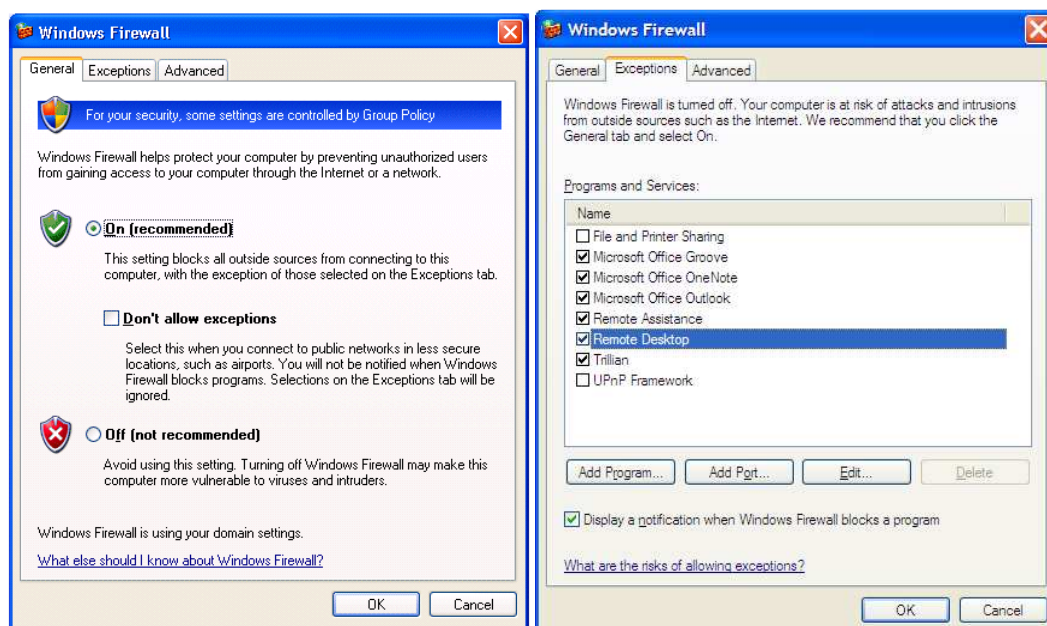 Windows Firewall
General Exceptions Advanced
For your security, some settings are controlled by Group Policy
Windows Firewall helps protect your computer by preventing unauthorized users
from gaining access to your computer through the Internet or a network.
On (recommended)
This setting blocks all outside sources from connecting to this
computer, with the exception of those selected on the Exceptions tab.
Don't allow exceptions
Select this when you connect to public networks in less secure
locations, such as airports. You will not be notified when Windows
Firewall blocks programs. Selections on the Exceptions tab will be
ignored.
Off (not recommended)
Avoid using this setting. Turning off Windows Firewall may make this
computer more vulnerable to viruses and intruders.
Windows Firewall is using your domain settings.
What else should I know about Windows Firewall?
OK Cancel
Windows Firewall
General Exceptions Advanced
Windows Firewall is turned off. Your computer is at risk of attacks and intrusions
from outside sources such as the Internet. We recommend that you click the
General tab and select On.
Programs and Services:
Name
File and Printer Sharing
Microsoft Office Groove
Microsoft Office OneNote
Microsoft Office Outlook
Remote Assistance
Remote Desktop
Trillian
UPnP Framework
Add Program... Add Port... Edit... Delete
Display a notification when Windows Firewall blocks a program
What are the risks of allowing exceptions?
OK Cancel